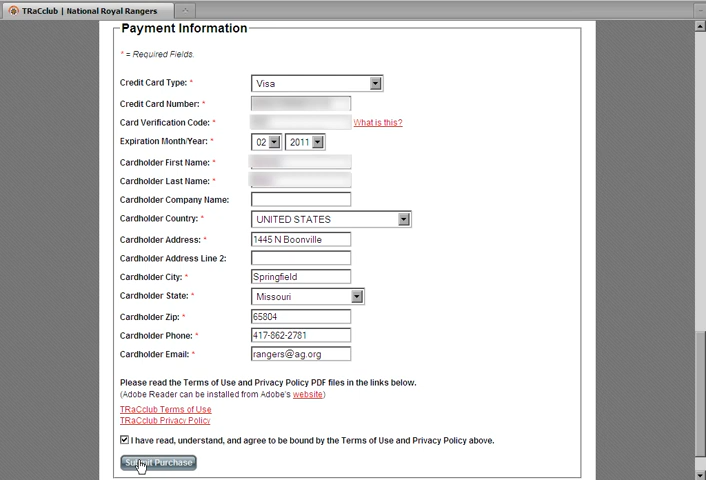 TRaCclub | National Royal Rangers
Payment Information
* = Required Fields.
Credit Card Type: * Visa
Credit Card Number: *
Card Verification Code: * What is this?
Expiration Month/Year: * 02 2011
Cardholder First Name: *
Cardholder Last Name: *
Cardholder Company Name:
Cardholder Country: * UNITED STATES
Cardholder Address: * 1445 N Boonville
Cardholder Address Line 2:
Cardholder City: * Springfield
Cardholder State: * Missouri
Cardholder Zip: * 65804
Cardholder Phone: * 417-862-2781
Cardholder Email: * rangers@ag.org
Please read the Terms of Use and Privacy Policy PDF files in the links below.
(Adobe Reader can be installed from Adobe's website)
TRaCclub Terms of Use
TRaCclub Privacy Policy
I have read, understand, and agree to be bound by the Terms of Use and Privacy Policy above.
Submit Purchase